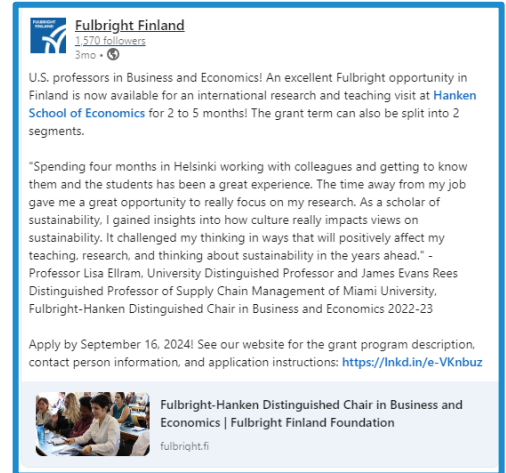 FULBRIGHT
FINLAND
Fulbright Finland
1,570 followers
3mo •
U.S. professors in Business and Economics! An excellent Fulbright opportunity in
Finland is now available for an international research and teaching visit at Hanken
School of Economics for 2 to 5 months! The grant term can also be split into 2
segments.
"Spending four months in Helsinki working with colleagues and getting to know
them and the students has been a great experience. The time away from my job
gave me a great opportunity to really focus on my research. As a scholar of
sustainability, I gained insights into how culture really impacts views on
sustainability. It challenged my thinking in ways that will positively affect my
teaching, research, and thinking about sustainability in the years ahead." -
Professor Lisa Ellram, University Distinguished Professor and James Evans Rees
Distinguished Professor of Supply Chain Management of Miami University,
Fulbright-Hanken Distinguished Chair in Business and Economics 2022-23
Apply by September 16, 2024! See our website for the grant program description,
contact person information, and application instructions: https://lnkd.in/e-VKnbuz
Fulbright-Hanken Distinguished Chair in Business and
Economics | Fulbright Finland Foundation
fulbright.fi